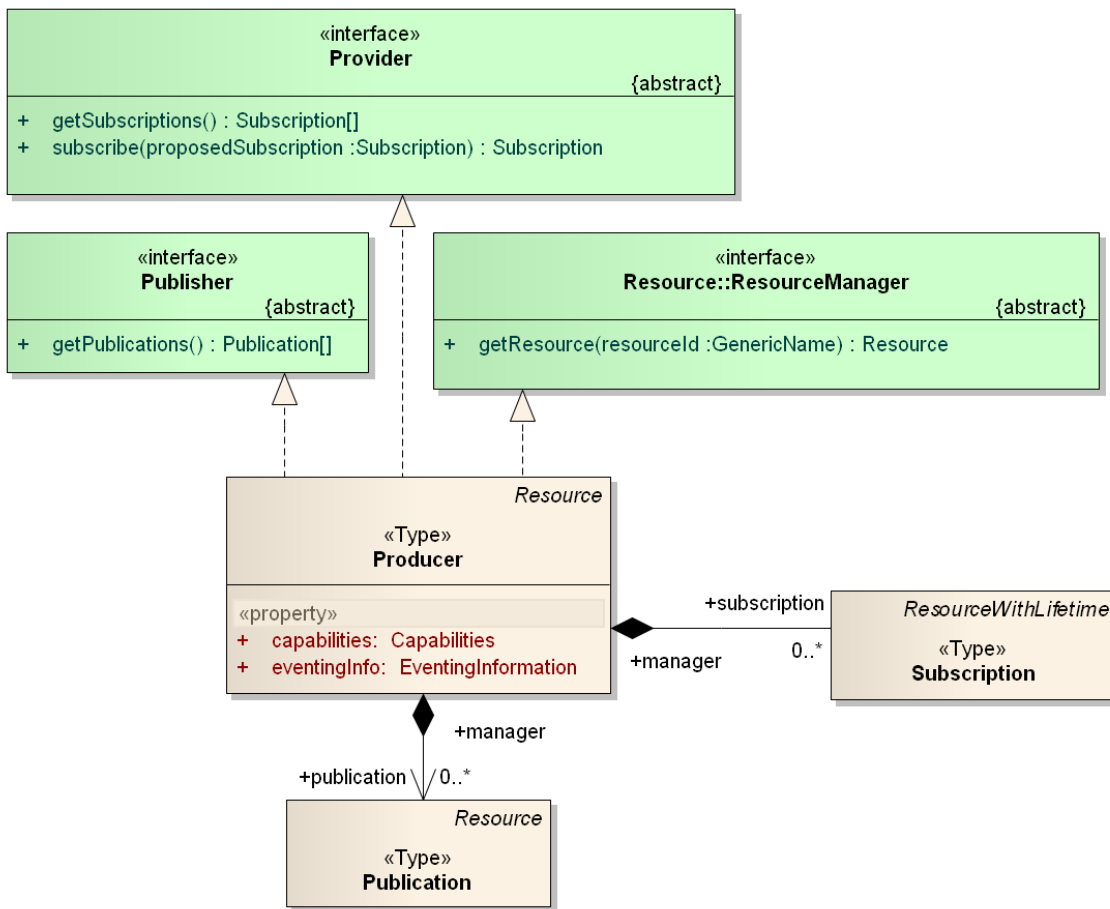 «interface»
Provider
{abstract}
+ getSubscriptions() : Subscription[]
+ subscribe(proposedSubscription :Subscription) : Subscription
«interface»
Publisher
{abstract}
+ getPublications() : Publication[]
«interface»
Resource::ResourceManager
{abstract}
+ getResource(resourceId :GenericName) : Resource
Resource
«Type»
Producer
«property»
+ capabilities: Capabilities
+ eventingInfo: EventingInformation
+subscription
0..*
+manager
ResourceWithLifetime
«Type»
Subscription
+manager
+publication
0..*
Resource
«Type»
Publication